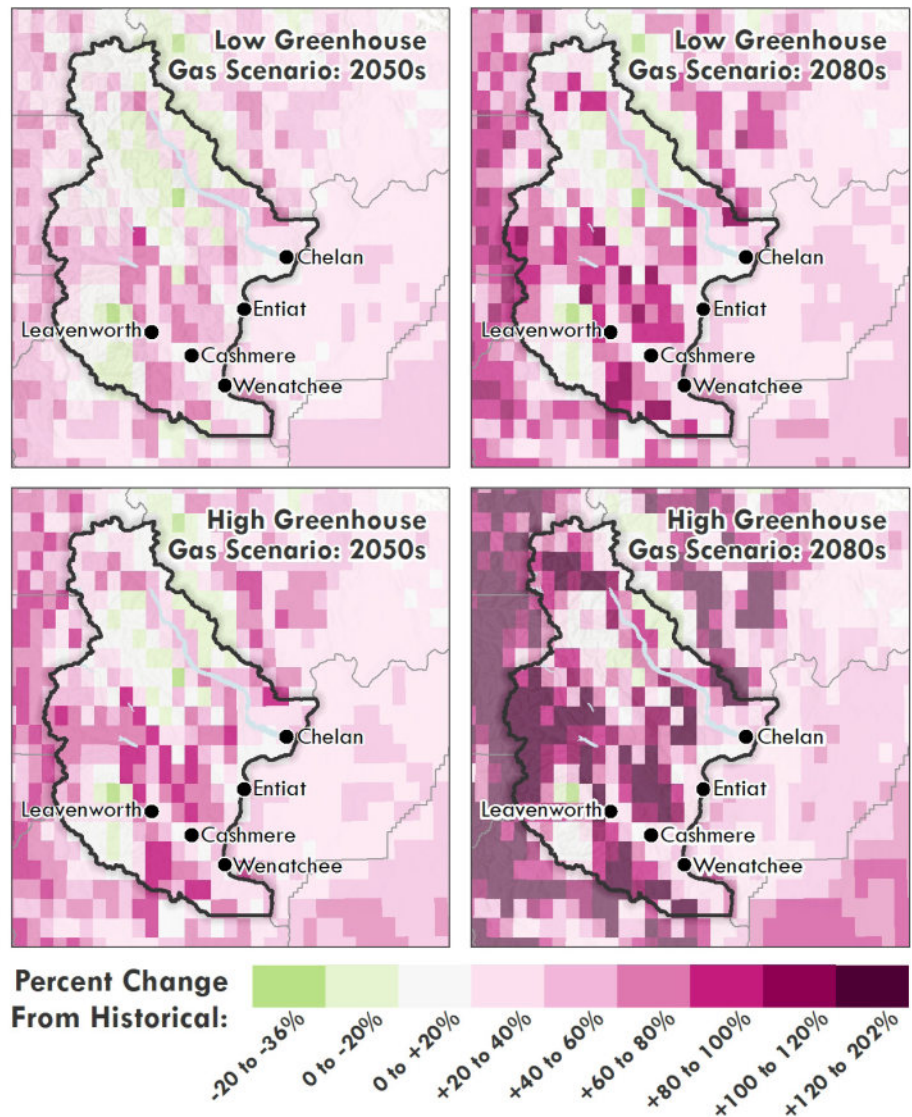 Low Greenhouse
Gas Scenario: 2050s
Chelan
Entiat
Leavenworth
Cashmere
Wenatchee
Low Greenhouse
Gas Scenario: 2080s
Chelan
Entiat
Leavenworth
Cashmere
Wenatchee
High Greenhouse
Gas Scenario: 2050s
Chelan
Entiat
Leavenworth
Cashmere
Wenatchee
High Greenhouse
Gas Scenario: 2080s
Chelan
Entiat
Leavenworth
Cashmere
Wenatchee
Percent Change
From Historical:
-20 to -36%
0 to -20%
0 to +20%
+20 to 40%
+40 to 60%
+60 to 80%
+80 to 100%
+100 to 120%
+120 to 202%